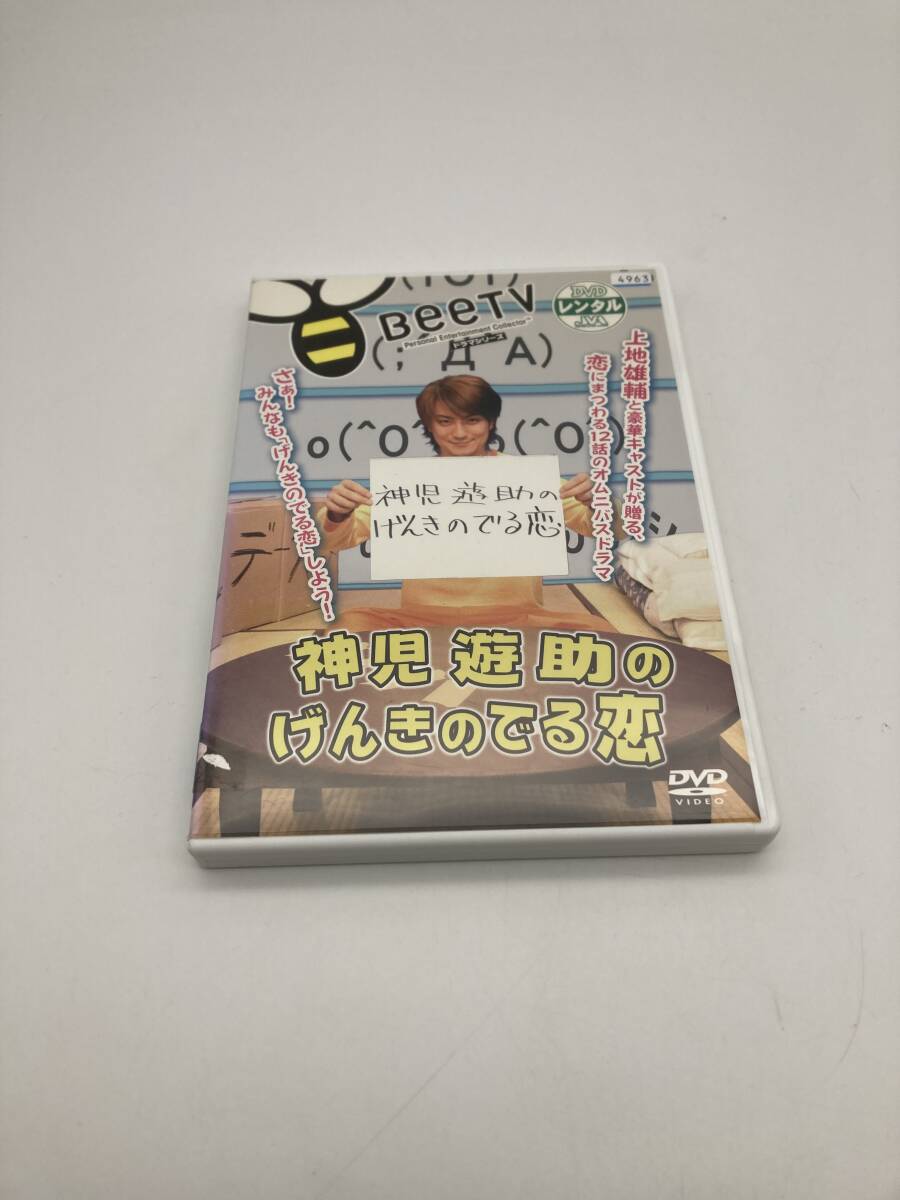 4963
(TOT)
BeeTV
Personal Entertainment Collector™
ドラマシリーズ
DVD
レンタル
(;´Д`A)
上地雄輔と豪華キャストが贈る、
恋にまつわる12話のオムニバスドラマ
さぁ!
みんなも「げんきのでる恋」しよう!
o(^O^
(^O^)
神児 遊助の
げんきのでる恋
デー
神児 遊助の
げんきのでる恋
DVD
VIDEO